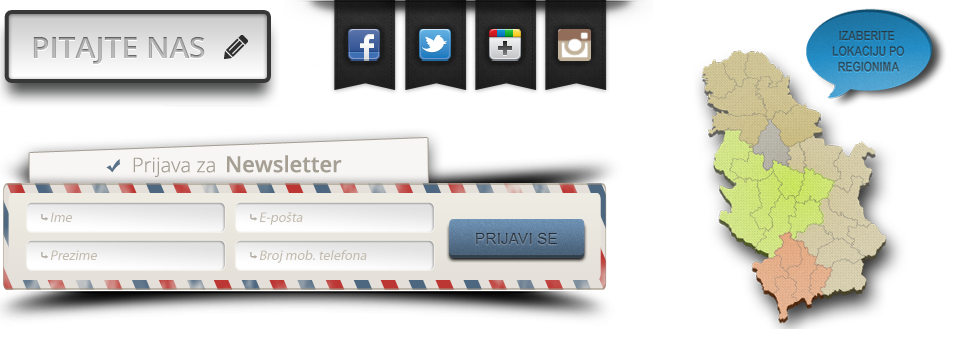 PITAJTE NAS
IZABERITE
LOKACIJU PO
REGIONIMA
Prijava za Newsletter
Ime
E-pošta
Prezime
Broj mob. telefona
PRIJAVI SE